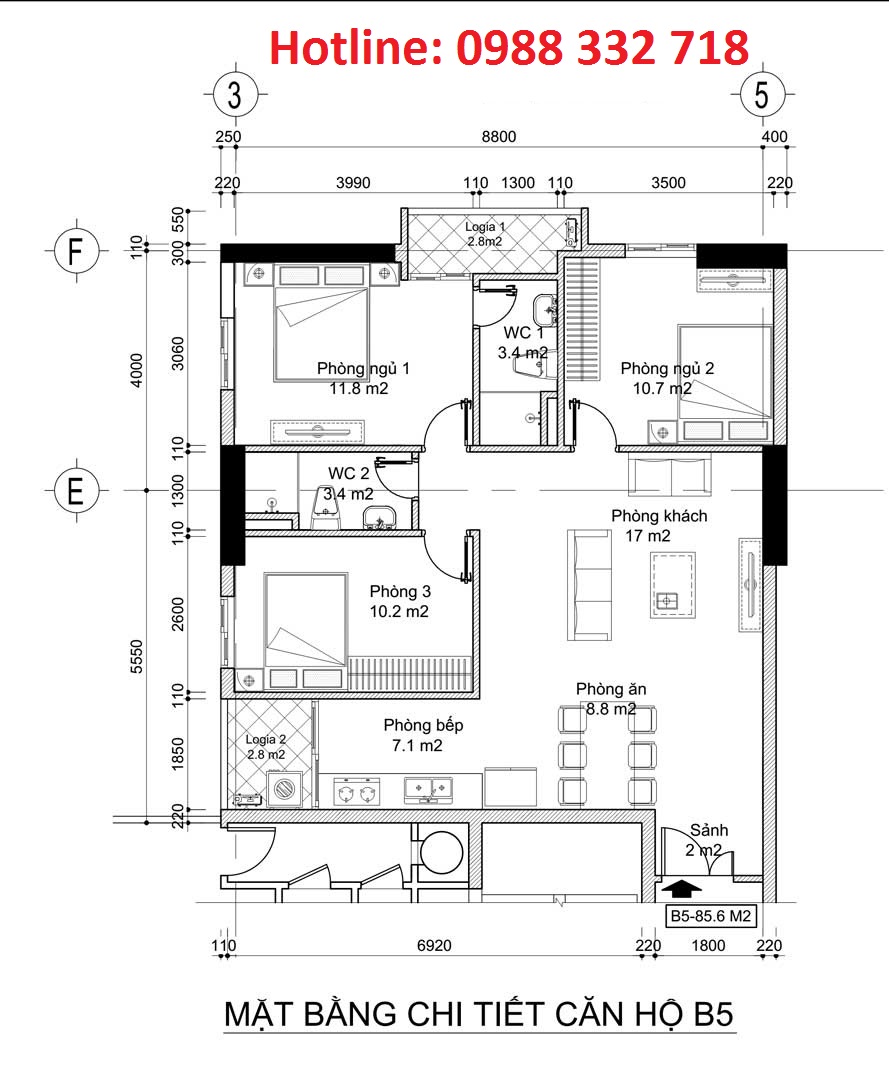 Hotline: 0988 332 718
3
5
250
8800
400
220
3990
110
1300
110
3500
220
550
110
300
F
Logia 1
2.8m2
3060
4000
WC 1
3.4 m2
Phòng ngủ 1
11.8 m2
Phòng ngủ 2
10.7 m2
110
E
1300
WC 2
3.4 m2
Phòng khách
17 m2
110
2600
Phòng 3
10.2 m2
5550
110
Phòng ăn
8.8 m2
Phòng bếp
7.1 m2
Logia 2
2.8 m2
1850
220
Sảnh
2 m2
B5-85.6 M2
110
6920
220
1800
220
MẶT BẰNG CHI TIẾT CĂN HỘ B5